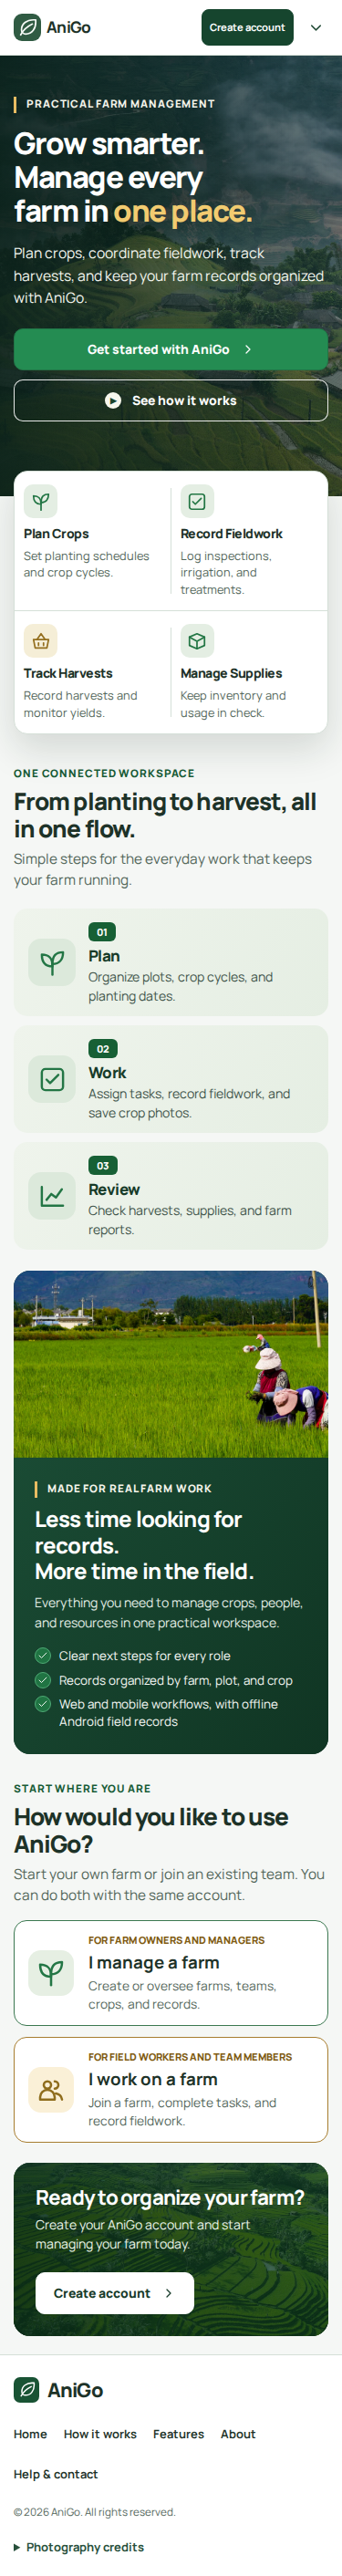 AniGo
Create account
PRACTICAL FARM MANAGEMENT
Grow smarter.
Manage every
farm in one place.
Plan crops, coordinate fieldwork, track
harvests, and keep your farm records organized
with AniGo.
Get started with AniGo
See how it works
Plan Crops
Set planting schedules
and crop cycles.
Record Fieldwork
Log inspections,
irrigation, and
treatments.
Track Harvests
Record harvests and
monitor yields.
Manage Supplies
Keep inventory and
usage in check.
ONE CONNECTED WORKSPACE
From planting to harvest, all
in one flow.
Simple steps for the everyday work that keeps
your farm running.
01
Plan
Organize plots, crop cycles, and
planting dates.
02
Work
Assign tasks, record fieldwork, and
save crop photos.
03
Review
Check harvests, supplies, and farm
reports.
MADE FOR REAL FARM WORK
Less time looking for
records.
More time in the field.
Everything you need to manage crops, people,
and resources in one practical workspace.
Clear next steps for every role
Records organized by farm, plot, and crop
Web and mobile workflows, with offline
Android field records
START WHERE YOU ARE
How would you like to use
AniGo?
Start your own farm or join an existing team. You
can do both with the same account.
FOR FARM OWNERS AND MANAGERS
I manage a farm
Create or oversee farms, teams,
crops, and records.
FOR FIELD WORKERS AND TEAM MEMBERS
I work on a farm
Join a farm, complete tasks, and
record fieldwork.
Ready to organize your farm?
Create your AniGo account and start
managing your farm today.
Create account
AniGo
Home How it works Features About
Help & contact
© 2026 AniGo. All rights reserved.
Photography credits